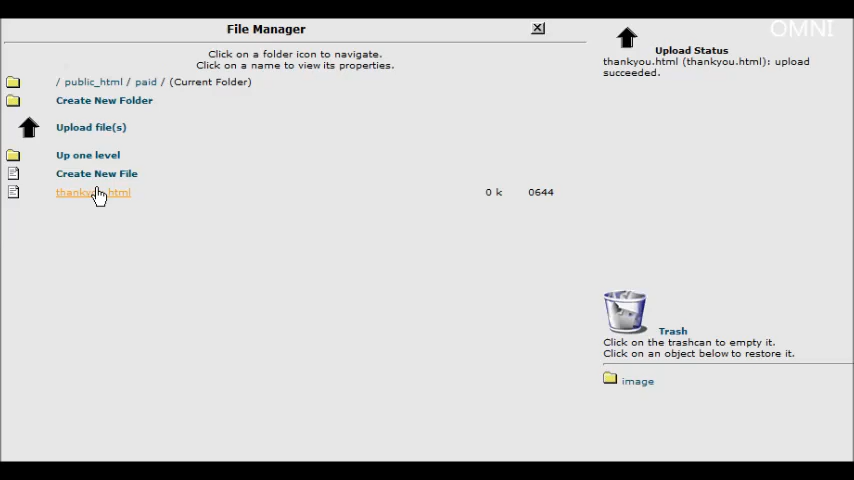 File Manager
OMNI
Click on a folder icon to navigate.
Click on a name to view its properties.
/ public_html / paid / (Current Folder)
Create New Folder
Upload file(s)
Up one level
Create New File
thankyou.html 0 k 0644
Upload Status
thankyou.html (thankyou.html): upload
succeeded.
Trash
Click on the trashcan to empty it.
Click on an object below to restore it.
image